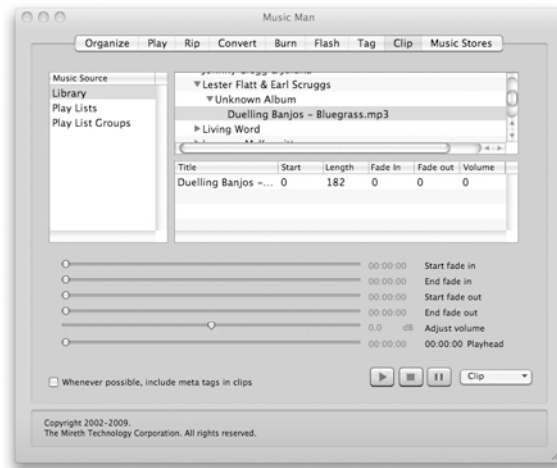 Music Man
Organize Play Rip Convert Burn Flash Tag Clip Music Stores
Music Source
Library
Play Lists
Play List Groups
Lester Flatt & Earl Scruggs
Unknown Album
Duelling Banjos – Bluegrass.mp3
Living Word
Title Start Length Fade In Fade out Volume
Duelling Banjos –... 0 182 0 0 0
00:00:00 Start fade in
00:00:00 End fade in
00:00:00 Start fade out
00:00:00 End fade out
0.0 dB Adjust volume
00:00:00 00:00:00 Playhead
Whenever possible, include meta tags in clips
Clip
Copyright 2002-2009.
The Mireth Technology Corporation. All rights reserved.